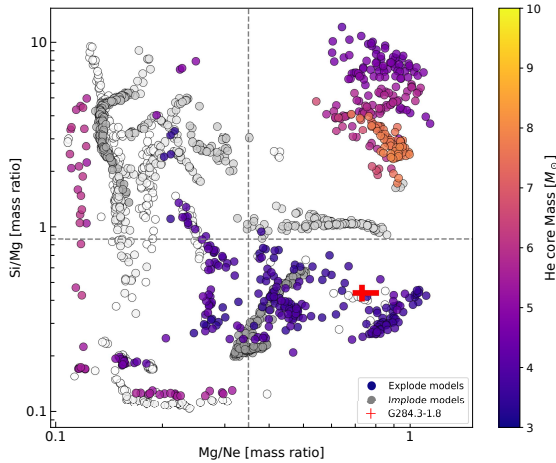 10
1
0.1
Si/Mg [mass ratio]
0.1
1
Mg/Ne [mass ratio]
Explode models
Implode models
G284.3-1.8
10
9
8
7
6
5
4
3
He core Mass [M⊙]